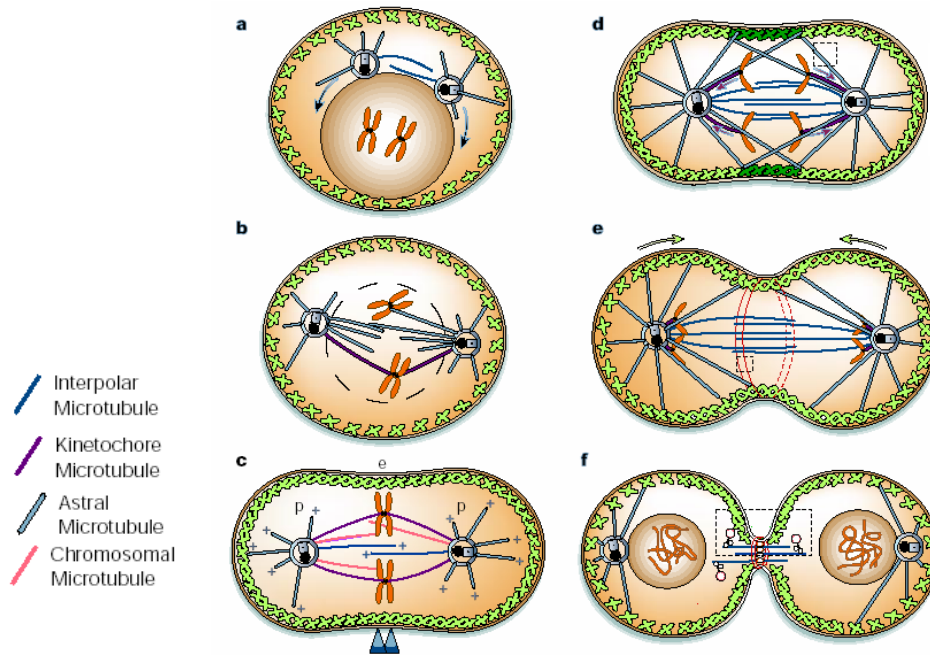 a
d
b
e
Interpolar
Microtubule
Kinetochore
Microtubule
Astral
Microtubule
Chromosomal
Microtubule
c
e
p
p
+
+
+
+
+
+
+
+
+
f